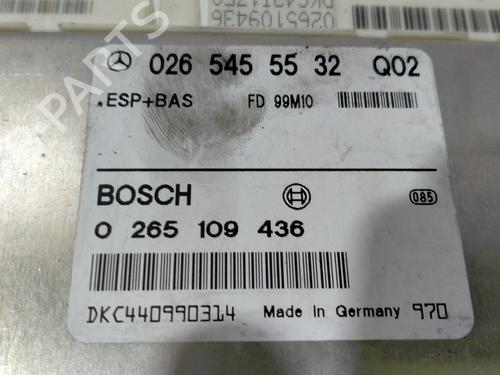 0265109436
026 545 55 32 Q02
.ESP+BAS FD 99M10
BOSCH 085
0 265 109 436
DKC440990314 Made in Germany 970